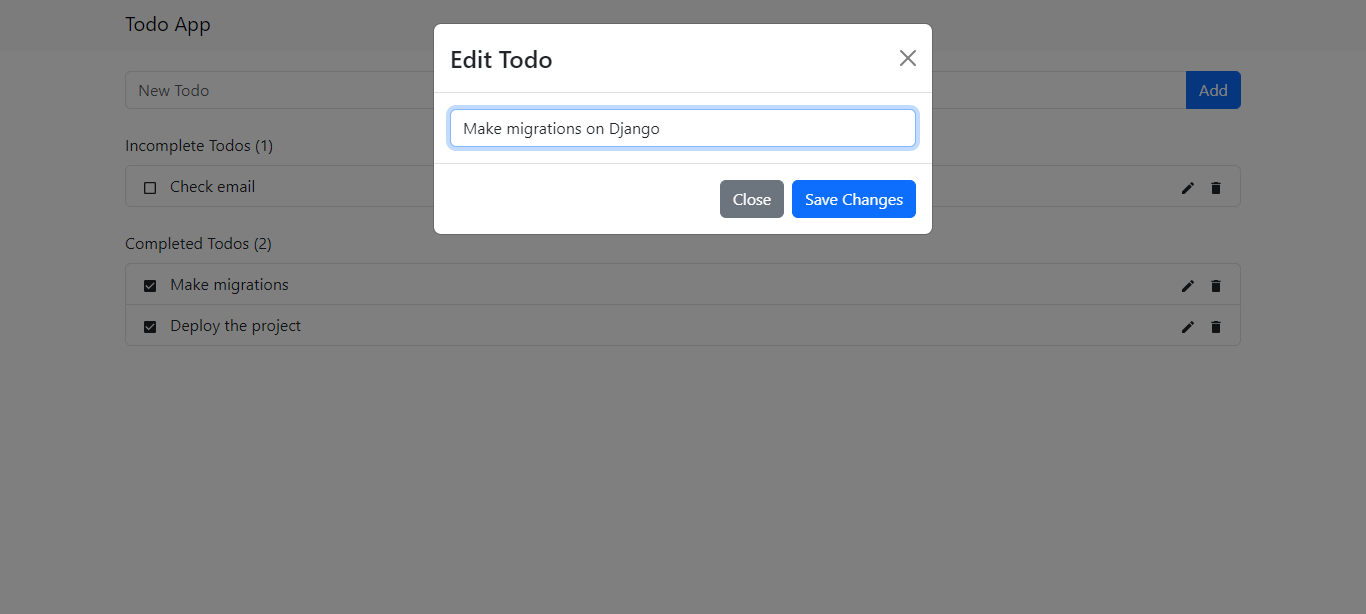 Todo App
Edit Todo
New Todo
Add
Make migrations on Django
Incomplete Todos (1)
Check email
Close
Save Changes
Completed Todos (2)
Make migrations
Deploy the project